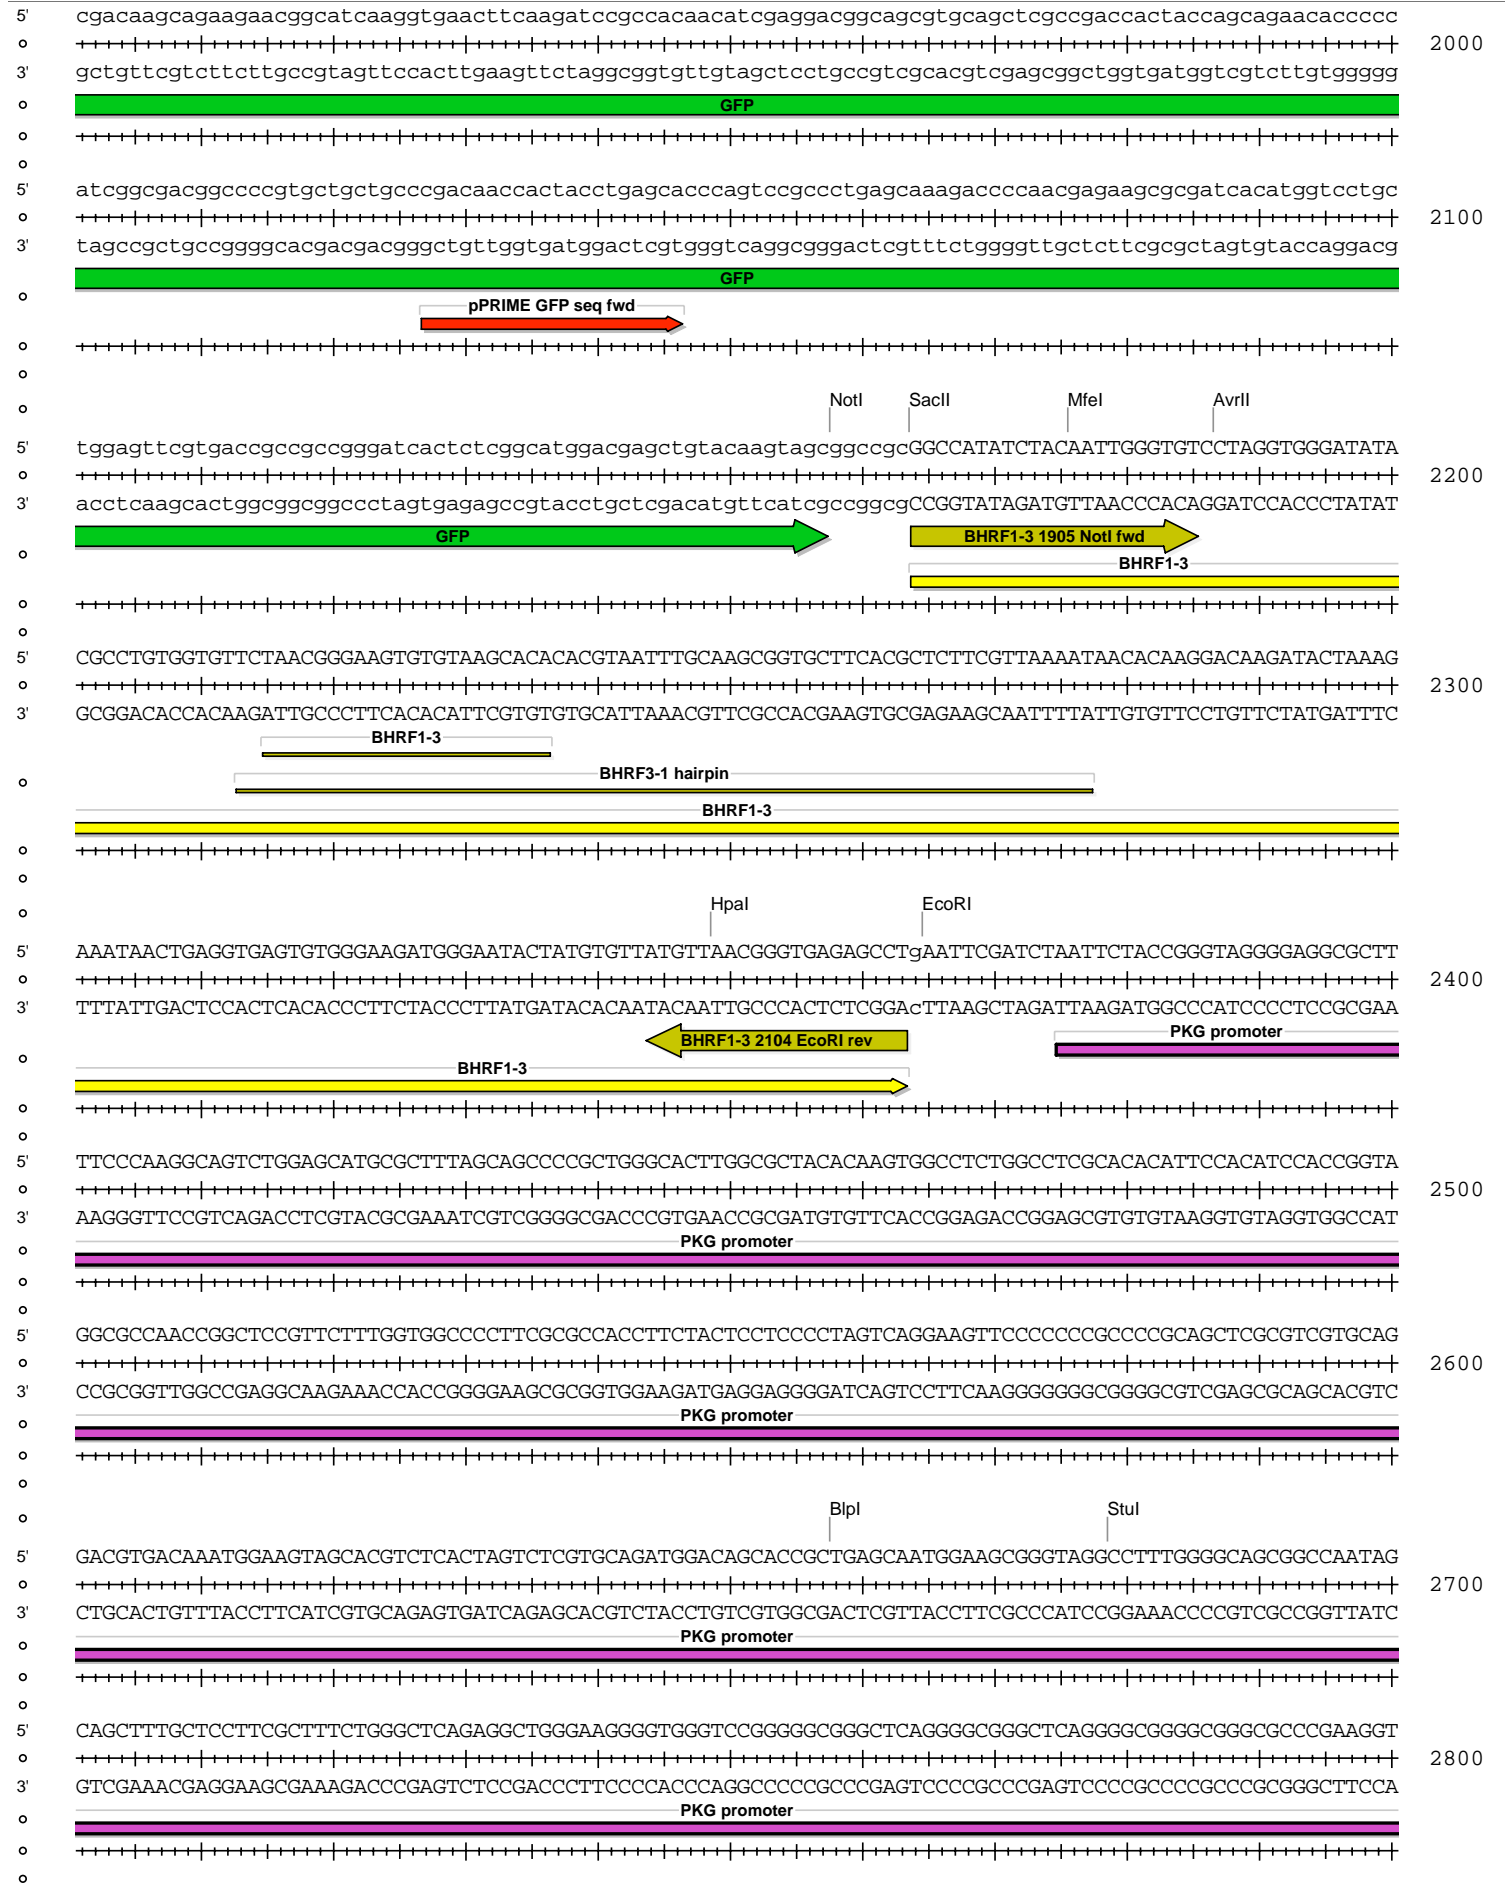 5' cgacaagcagaagaacggcatcaaggtgaacttcaagatccgccacaacatcgaggacggcagcgtgcagctcgccgaccactaccagcagaacaccccc
2000
3' gctgttcgtcttcttgccgtagttccacttgaagttctaggcggtgttgtagctcctgccgtcgcacgtcgagcggctggtgatggtcgtcttgtggggg
GFP
5' atcggcgacggccccgtgctgctgcccgacaaccactacctgagcacccagtccgccctgagcaaagaccccaacgagaagcgcgatcacatggtcctgc
2100
3' tagccgctgccggggcacgacgacgggctgttggtgatggactcgtgggtcaggcgggactcgtttctggggttgctcttcgcgctagtgtaccaggacg
GFP
pPRIME GFP seq fwd
NotI SacII MfeI AvrII
5' tggagttcgtgaccgccgccgggatcactctcggcatggacgagctgtacaagtagcggccgcGGCCATATCTACAATTGGGTGTCCTAGGTGGGATATA
2200
3' acctcaagcactggcggcggccctagtgagagccgtacctgctcgacatgttcatcgccggcgCCGGTATAGATGTTAACCCACAGGATCCACCCTATAT
GFP BHRF1-3 1905 NotI fwd
BHRF1-3
5' CGCCTGTGGTGTTCTAACGGGAAGTGTGTAAGCACACACGTAATTTGCAAGCGGTGCTTCACGCTCTTCGTTAAAATAACACAAGGACAAGATACTAAAG
2300
3' GCGGACACCACAAGATTGCCCTTCACACATTCGTGTGTGCATTAAACGTTCGCCACGAAGTGCGAGAAGCAATTTTATTGTGTTCCTGTTCTATGATTTC
BHRF1-3
BHRF3-1 hairpin
BHRF1-3
HpaI EcoRI
5' AAATAACTGAGGTGAGTGTGGGAAGATGGGAATACTATGTGTTATGTTAACGGGTGAGAGCCTgAATTCGATCTAATTCTACCGGGTAGGGGAGGCGCTT
2400
3' TTTATTGACTCCACTCACACCCTTCTACCCTTATGATACACAATACAATTGCCCACTCTCGGAcTTAAGCTAGATTAAGATGGCCCATCCCCTCCGCGAA
BHRF1-3 2104 EcoRI rev PKG promoter
BHRF1-3
5' TTCCCAAGGCAGTCTGGAGCATGCGCTTTAGCAGCCCCGCTGGGCACTTGGCGCTACACAAGTGGCCTCTGGCCTCGCACACATTCCACATCCACCGGTA
2500
3' AAGGGTTCCGTCAGACCTCGTACGCGAAATCGTCGGGGCGACCCGTGAACCGCGATGTGTTCACCGGAGACCGGAGCGTGTGTAAGGTGTAGGTGGCCAT
PKG promoter
5' GGCGCCAACCGGCTCCGTTCTTTGGTGGCCCCTTCGCGCCACCTTCTACTCCTCCCCTAGTCAGGAAGTTCCCCCCCGCCCCGCAGCTCGCGTCGTGCAG
2600
3' CCGCGGTTGGCCGAGGCAAGAAACCACCGGGGAAGCGCGGTGGAAGATGAGGAGGGGATCAGTCCTTCAAGGGGGGGCGGGGCGTCGAGCGCAGCACGTC
PKG promoter
BlpI StuI
5' GACGTGACAAATGGAAGTAGCACGTCTCACTAGTCTCGTGCAGATGGACAGCACCGCTGAGCAATGGAAGCGGGTAGGCCTTTGGGGCAGCGGCCAATAG
2700
3' CTGCACTGTTTACCTTCATCGTGCAGAGTGATCAGAGCACGTCTACCTGTCGTGGCGACTCGTTACCTTCGCCCATCCGGAAACCCCGTCGCCGGTTATC
PKG promoter
5' CAGCTTTGCTCCTTCGCTTTCTGGGCTCAGAGGCTGGGAAGGGGTGGGTCCGGGGGCGGGCTCAGGGGCGGGCTCAGGGGCGGGGCGGGCGCCCGAAGGT
2800
3' GTCGAAACGAGGAAGCGAAAGACCCGAGTCTCCGACCCTTCCCCACCCAGGCCCCCGCCCGAGTCCCCGCCCGAGTCCCCGCCCCGCCCGCGGGCTTCCA
PKG promoter